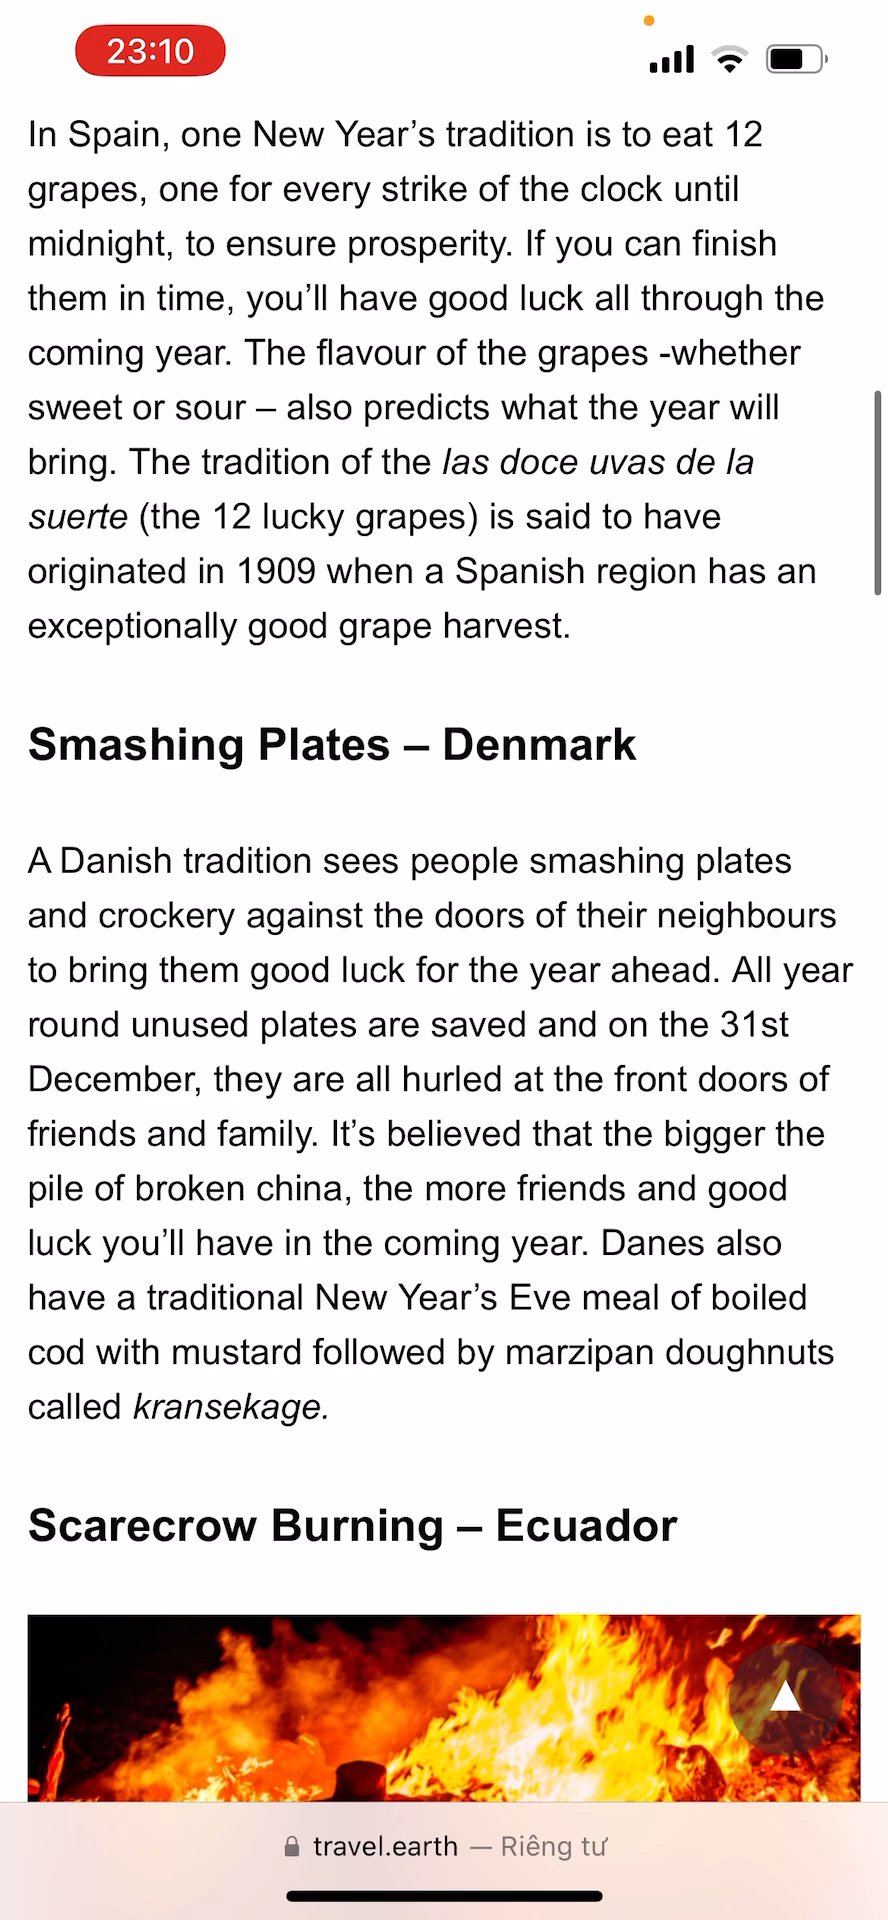 23:10
In Spain, one New Year’s tradition is to eat 12
grapes, one for every strike of the clock until
midnight, to ensure prosperity. If you can finish
them in time, you’ll have good luck all through the
coming year. The flavour of the grapes -whether
sweet or sour – also predicts what the year will
bring. The tradition of the las doce uvas de la
suerte (the 12 lucky grapes) is said to have
originated in 1909 when a Spanish region has an
exceptionally good grape harvest.
Smashing Plates – Denmark
A Danish tradition sees people smashing plates
and crockery against the doors of their neighbours
to bring them good luck for the year ahead. All year
round unused plates are saved and on the 31st
December, they are all hurled at the front doors of
friends and family. It’s believed that the bigger the
pile of broken china, the more friends and good
luck you’ll have in the coming year. Danes also
have a traditional New Year’s Eve meal of boiled
cod with mustard followed by marzipan doughnuts
called kransekage.
Scarecrow Burning – Ecuador
travel.earth — Riêng tư